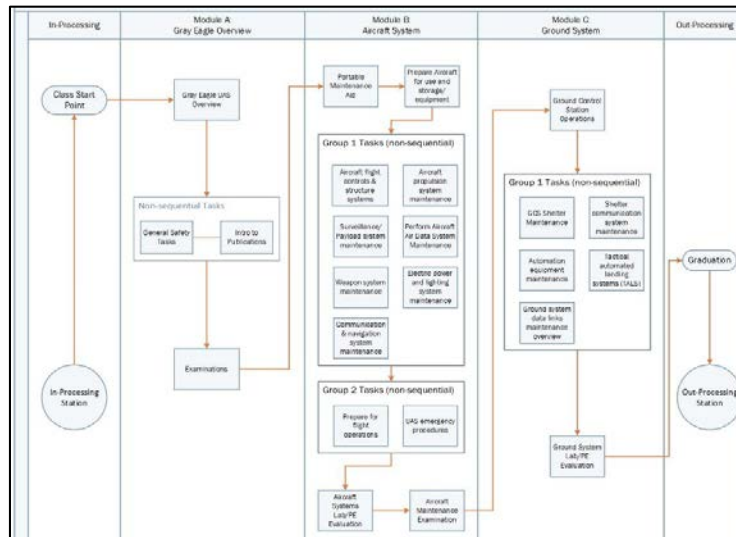 In-Processing
Module A:
Gray Eagle Overview
Module B:
Aircraft System
Module C:
Ground System
Out-Processing
Class Start
Point
In-Processing
Station
Gray Eagle UAS
Overview
Non-sequential Tasks
General Safety
Tasks
Intro to
Publications
Examinations
Portable
Maintenance
Aid
Prepare Aircraft
for use and
storage/
equipment
Group 1 Tasks (non-sequential)
Aircraft flight
controls &
structure
systems
Aircraft
propulsion
system
maintenance
Surveillance/
Payload system
maintenance
Perform Aircraft
Air Data System
Maintenance
Weapon system
maintenance
Electric power
and lighting
system
maintenance
Communication
& navigation
system
maintenance
Group 2 Tasks (non-sequential)
Prepare for
flight
operations
UAS emergency
procedures
Aircraft
Systems
Lab/PE
Evaluation
Aircraft
Maintenance
Examination
Ground Control
Station
Operations
Group 1 Tasks (non-sequential)
GCS Shelter
Maintenance
Shelter
communication
system
maintenance
Automation
equipment
maintenance
Tactical
automated
landing
systems (TALS)
Ground system
data links
maintenance
overview
Ground System
Lab/PE
Evaluation
Graduation
Out-Processing
Station